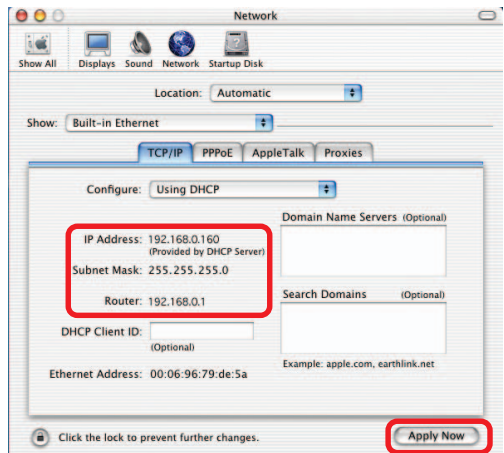 Network
Show All Displays Sound Network Startup Disk
Location: Automatic
Show: Built-in Ethernet
TCP/IP PPPoE AppleTalk Proxies
Configure: Using DHCP
Domain Name Servers (Optional)
IP Address: 192.168.0.160
(Provided by DHCP Server)
Subnet Mask: 255.255.255.0
Router: 192.168.0.1
Search Domains (Optional)
DHCP Client ID:
(Optional)
Example: apple.com, earthlink.net
Ethernet Address: 00:06:96:79:de:5a
Click the lock to prevent further changes.
Apply Now